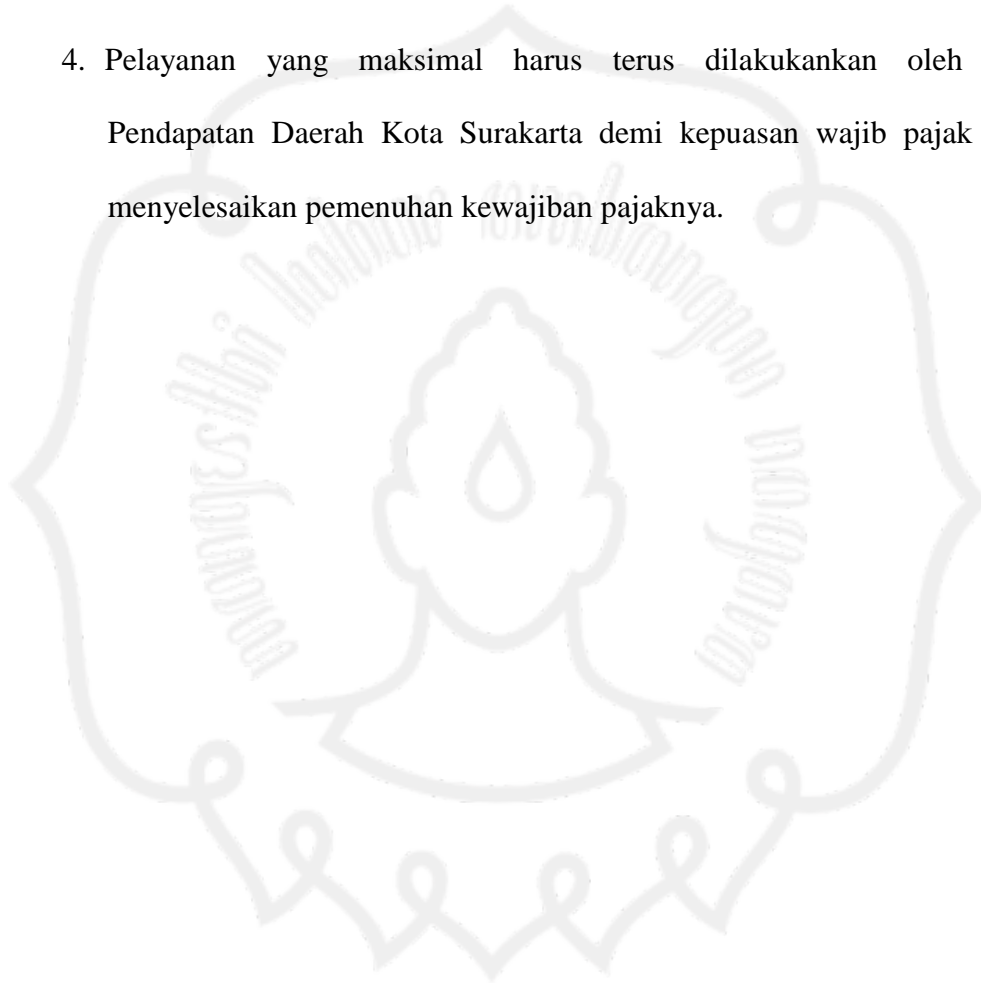 4. Pelayanan yang maksimal harus terus dilakukankan oleh
Pendapatan Daerah Kota Surakarta demi kepuasan wajib pajak
menyelesaikan pemenuhan kewajiban pajaknya.